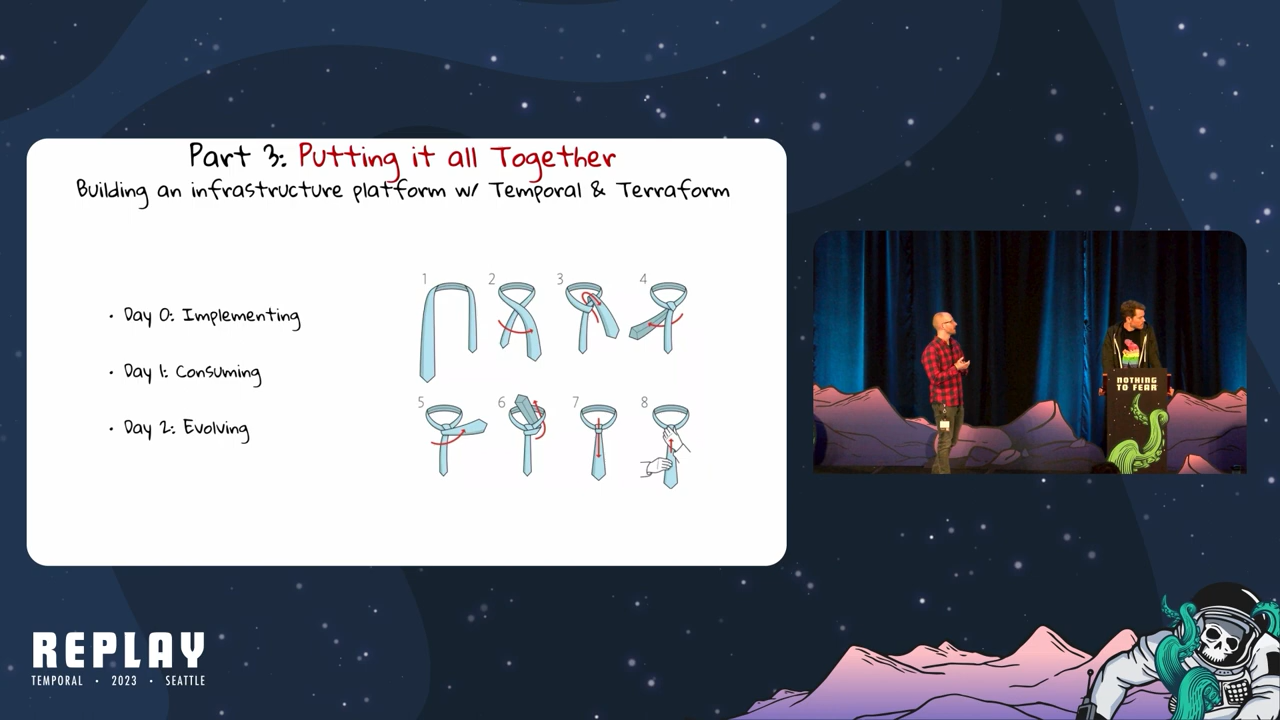 Part 3: Putting it all Together
Building an infrastructure platform w/ Temporal & Terraform
• Day 0: Implementing
• Day 1: Consuming
• Day 2: Evolving
1 2 3 4
5 6 7 8
NOTHING
TO FEAR
REPLAY
TEMPORAL • 2023 • SEATTLE